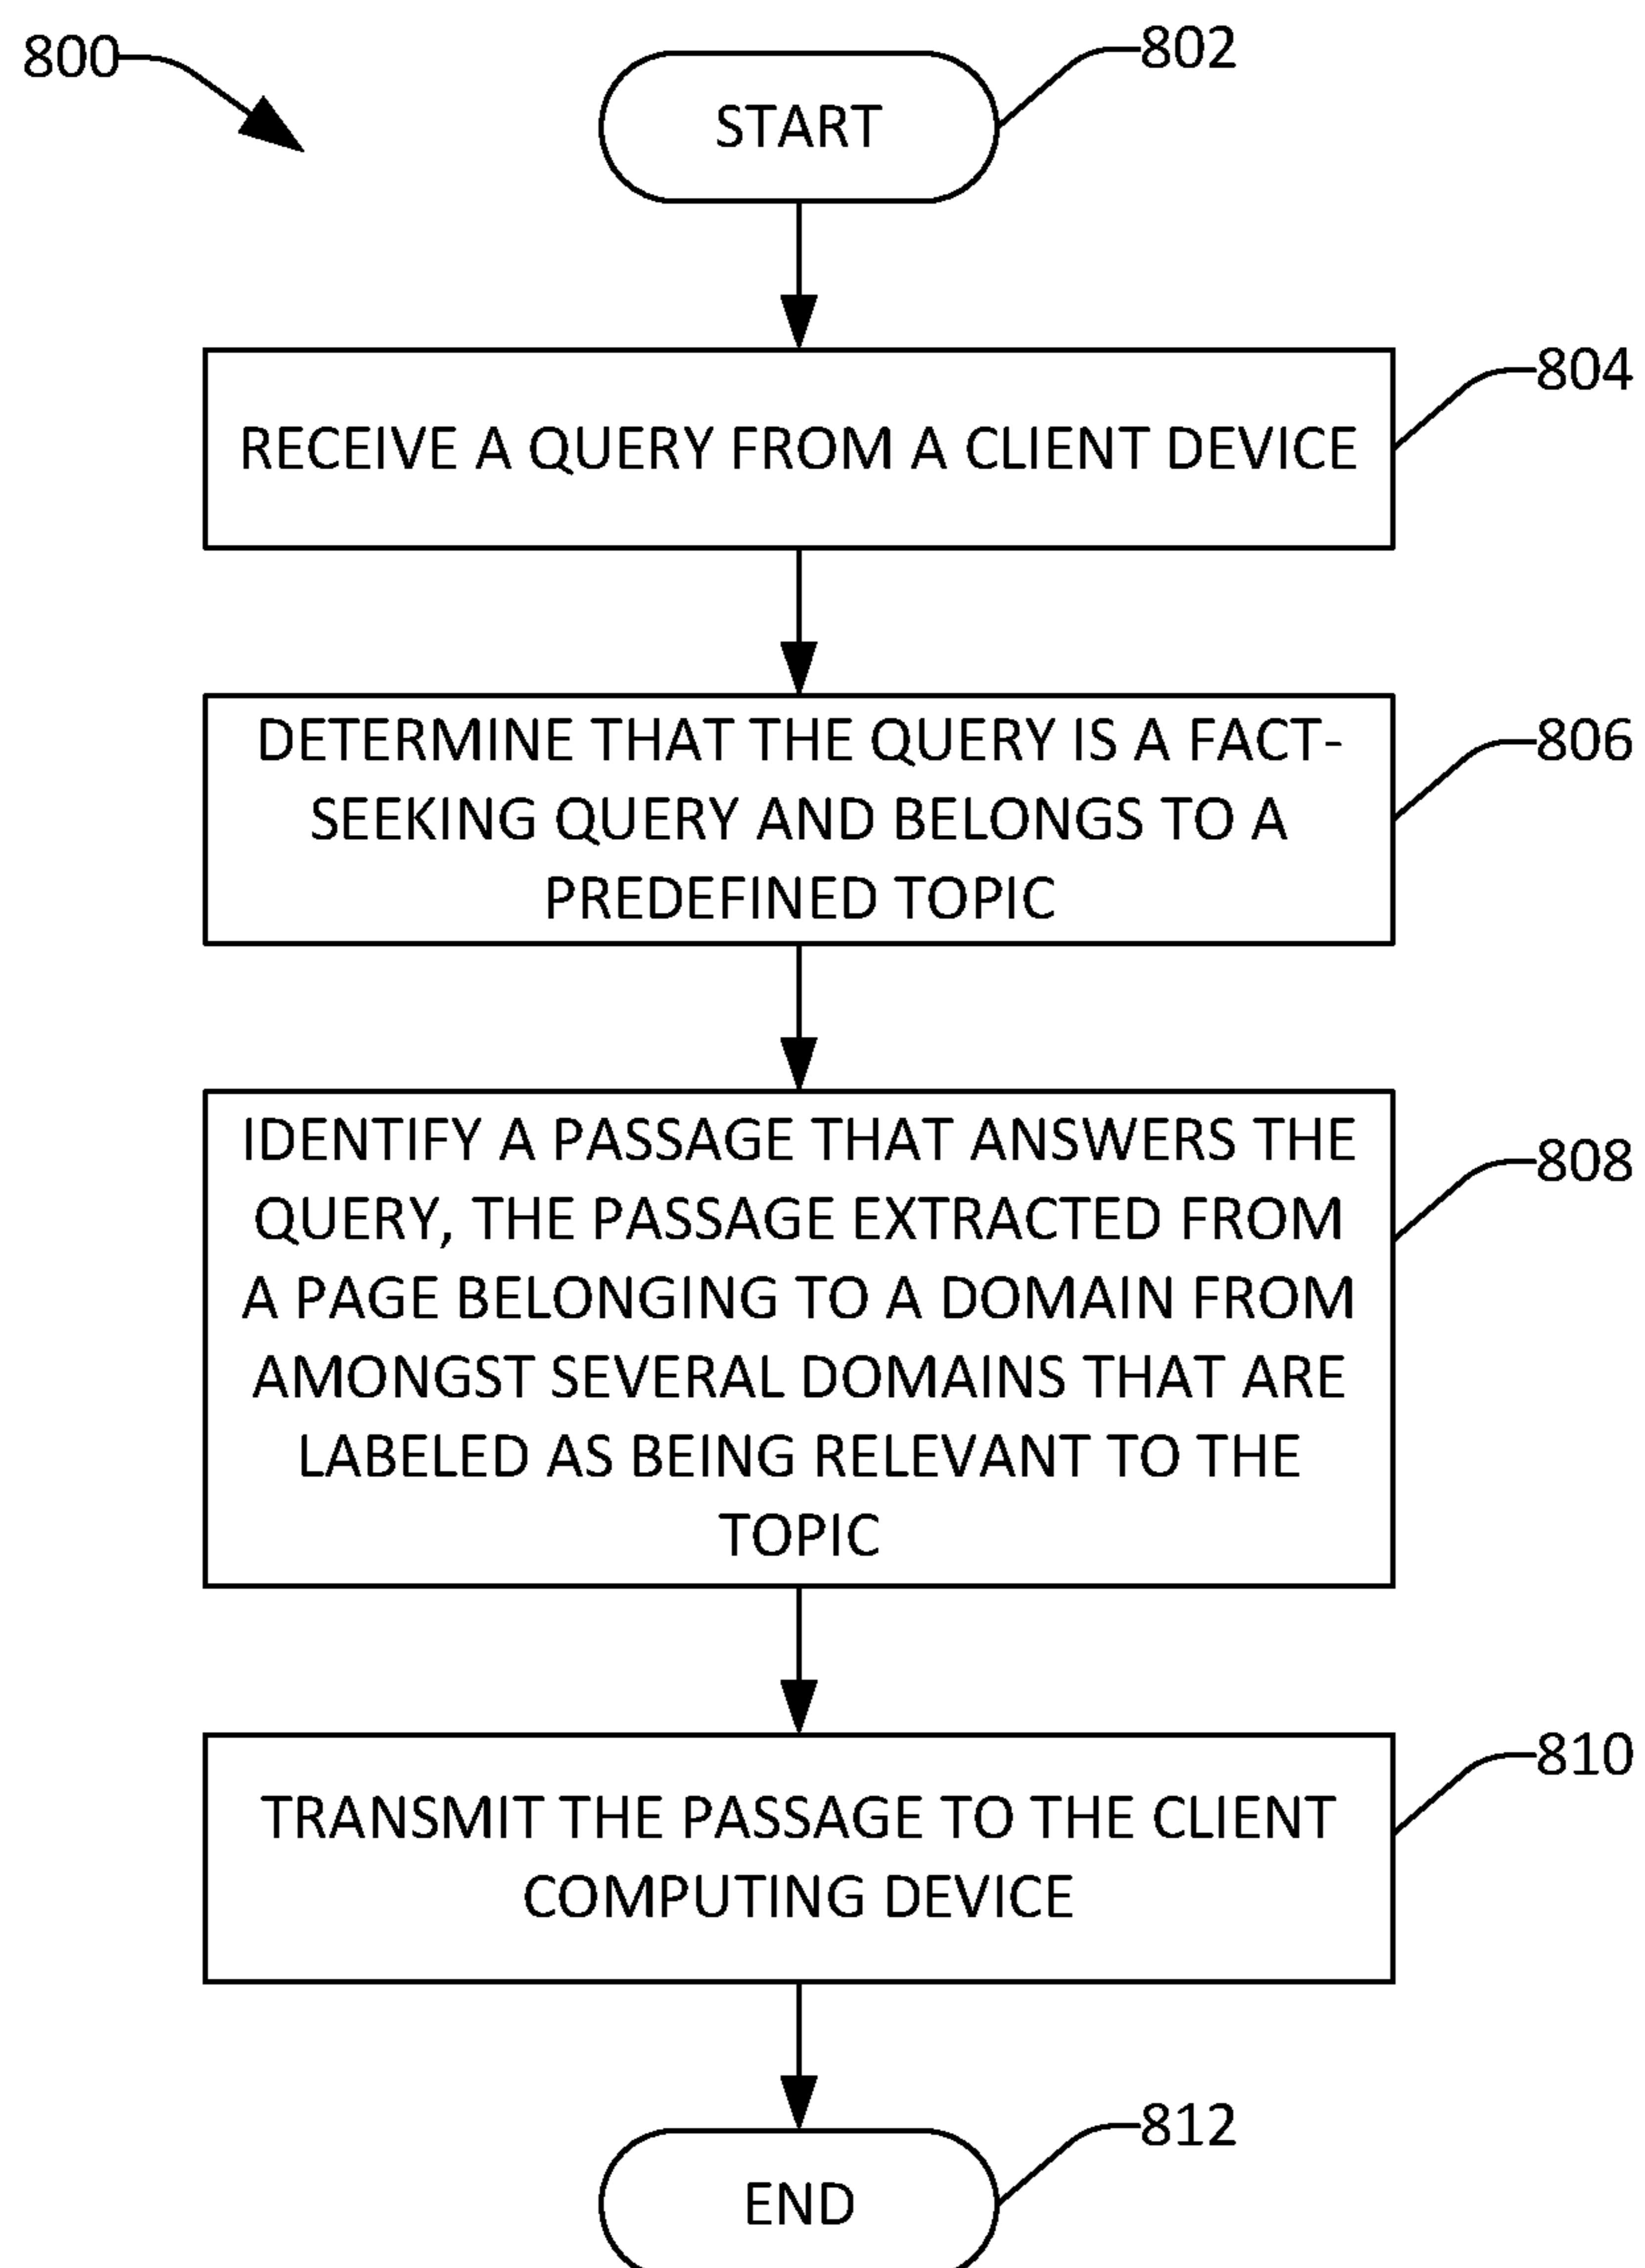 800
802
START
804
RECEIVE A QUERY FROM A CLIENT DEVICE
806
DETERMINE THAT THE QUERY IS A FACT-
SEEKING QUERY AND BELONGS TO A
PREDEFINED TOPIC
808
IDENTIFY A PASSAGE THAT ANSWERS THE
QUERY, THE PASSAGE EXTRACTED FROM
A PAGE BELONGING TO A DOMAIN FROM
AMONGST SEVERAL DOMAINS THAT ARE
LABELED AS BEING RELEVANT TO THE
TOPIC
810
TRANSMIT THE PASSAGE TO THE CLIENT
COMPUTING DEVICE
812
END